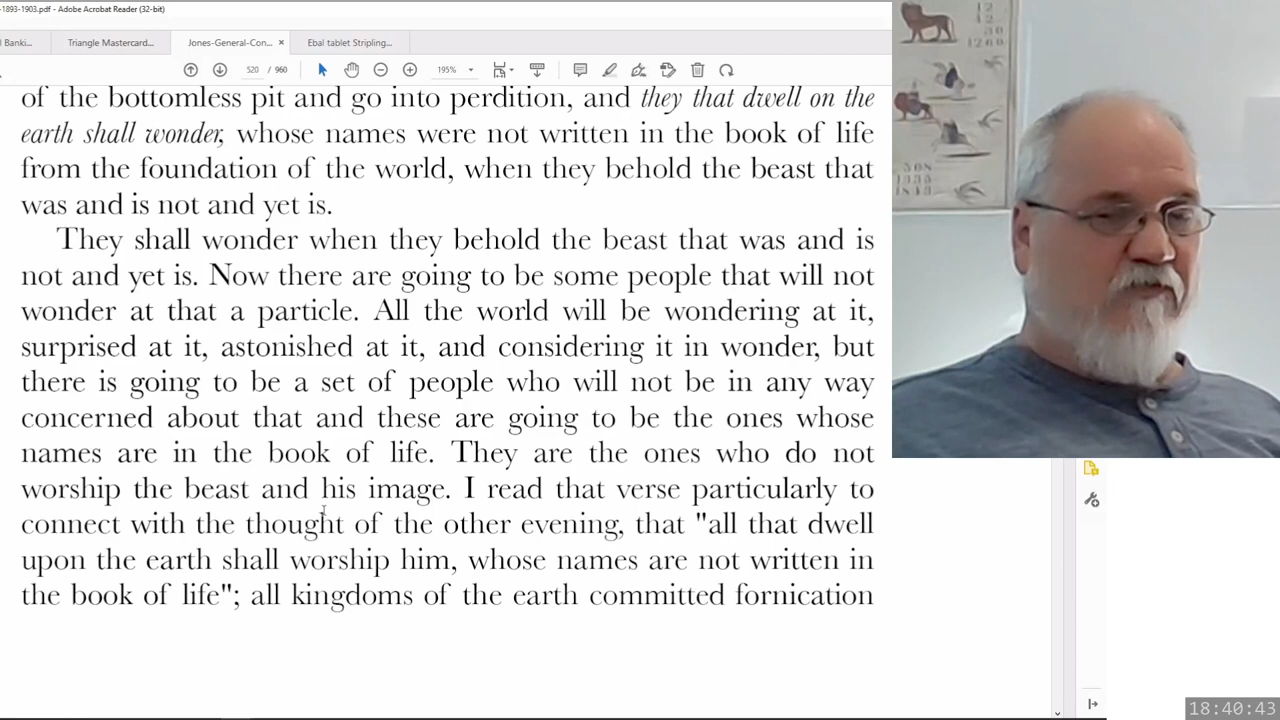 -1893-1903.pdf - Adobe Acrobat Reader (32-bit)
l Banki... Triangle Mastercard... Jones-General-Con... × Ebal tablet Stripling...
520 / 960 195%
of the bottomless pit and go into perdition, and they that dwell on the
earth shall wonder, whose names were not written in the book of life
from the foundation of the world, when they behold the beast that
was and is not and yet is.
They shall wonder when they behold the beast that was and is
not and yet is. Now there are going to be some people that will not
wonder at that a particle. All the world will be wondering at it,
surprised at it, astonished at it, and considering it in wonder, but
there is going to be a set of people who will not be in any way
concerned about that and these are going to be the ones whose
names are in the book of life. They are the ones who do not
worship the beast and his image. I read that verse particularly to
connect with the thought of the other evening, that "all that dwell
upon the earth shall worship him, whose names are not written in
the book of life"; all kingdoms of the earth committed fornication
12
12
30
1260
508
1335
1843
18:40:43